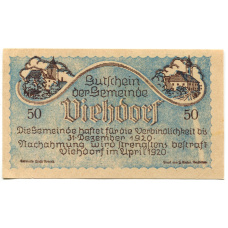 Gutschein
der Gemeinde
Viehdorf
50 50
Die Gemeinde haftet für die Verbindlichkeit bis
31. Dezember 1920.
Nachahmung wird strengstens bestraft
Viehdorf im April 1920